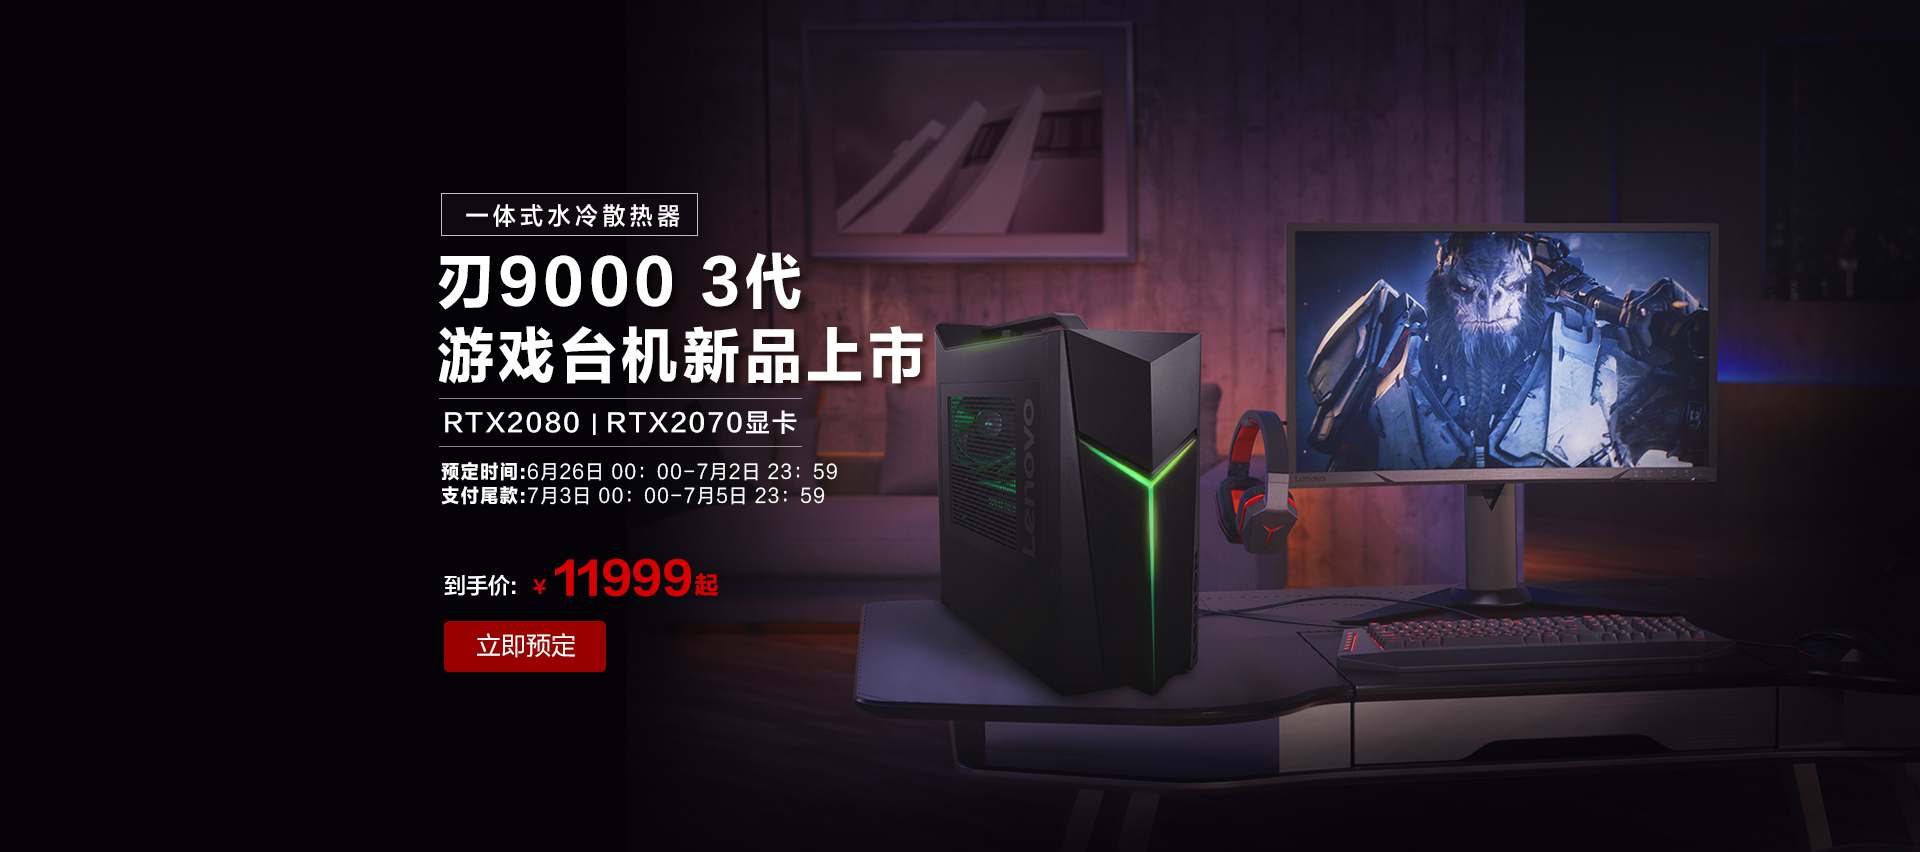 一体式水冷散热器
刃9000 3代
游戏台机新品上市
RTX2080 | RTX2070显卡
预定时间:6月26日 00：00-7月2日 23：59
支付尾款:7月3日 00：00-7月5日 23：59
到手价: ¥ 11999起
立即预定
Lenovo
Lenovo